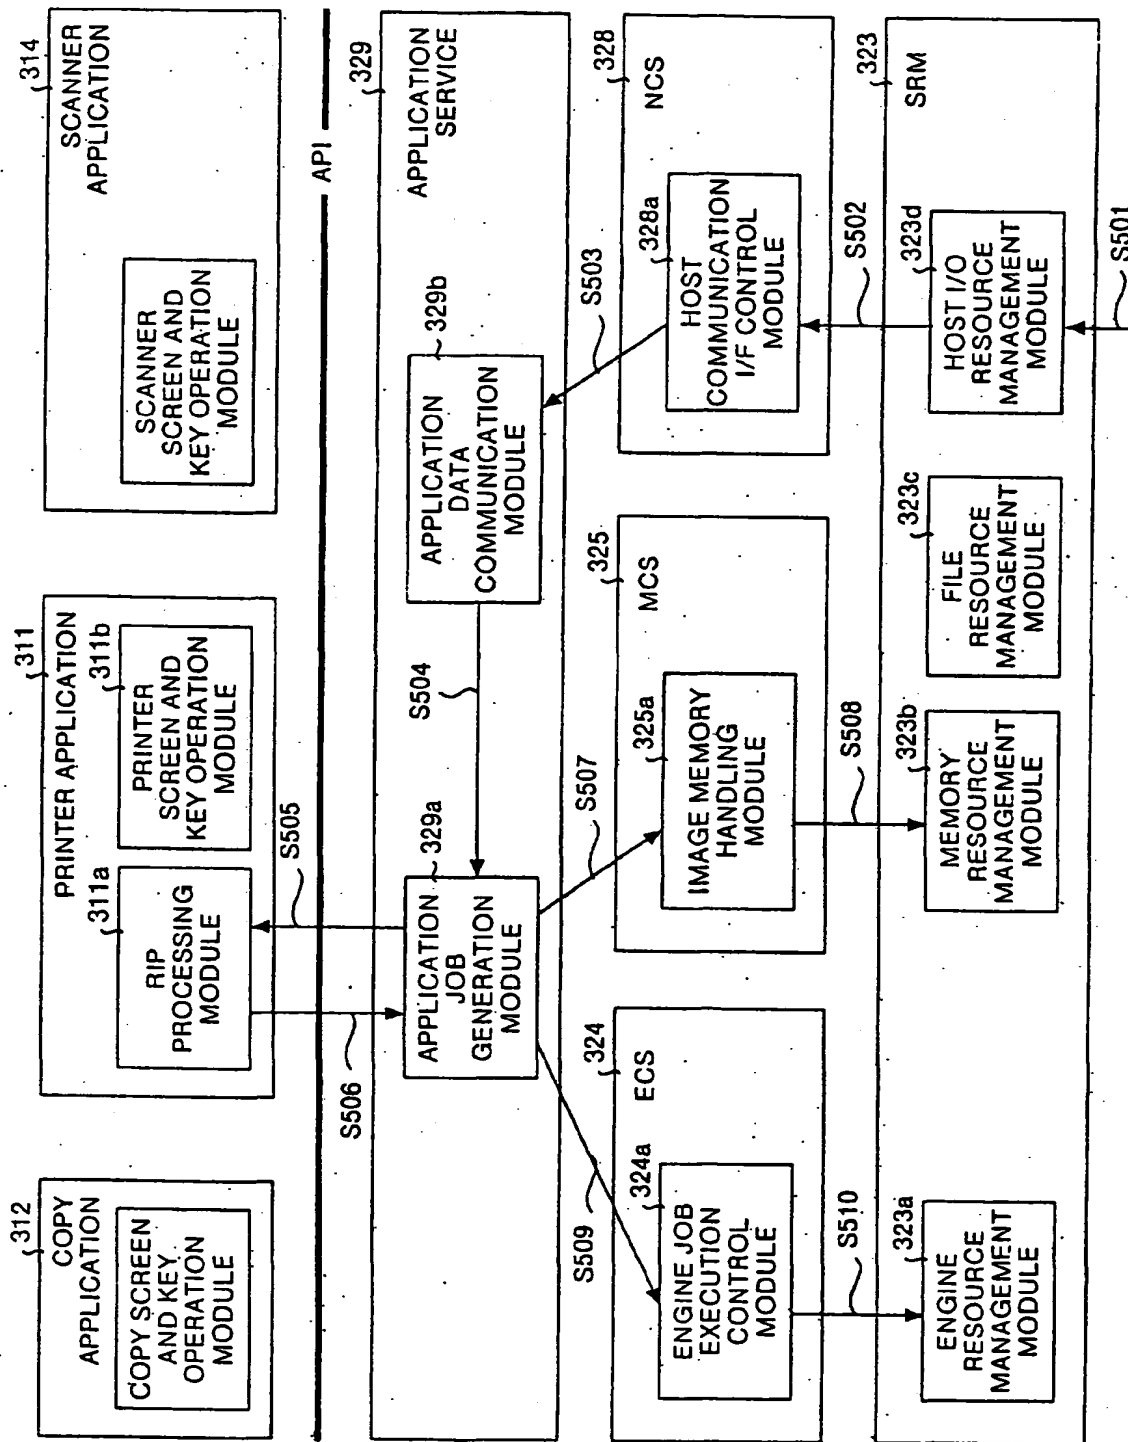 312
COPY
APPLICATION
COPY SCREEN
AND KEY
OPERATION
MODULE
311
PRINTER APPLICATION
311a
RIP
PROCESSING
MODULE
311b
PRINTER
SCREEN AND
KEY OPERATION
MODULE
314
SCANNER
APPLICATION
SCANNER
SCREEN AND
KEY OPERATION
MODULE
S506
S505
API
329
APPLICATION
SERVICE
329a
APPLICATION
JOB
GENERATION
MODULE
S504
329b
APPLICATION
DATA
COMMUNICATION
MODULE
S509
S507
S503
324
ECS
324a
ENGINE JOB
EXECUTION
CONTROL
MODULE
325
MCS
325a
IMAGE MEMORY
HANDLING
MODULE
328
NCS
328a
HOST
COMMUNICATION
I/F CONTROL
MODULE
S510
S508
S502
323
SRM
323a
ENGINE
RESOURCE
MANAGEMENT
MODULE
323b
MEMORY
RESOURCE
MANAGEMENT
MODULE
323c
FILE
RESOURCE
MANAGEMENT
MODULE
323d
HOST I/O
RESOURCE
MANAGEMENT
MODULE
S501